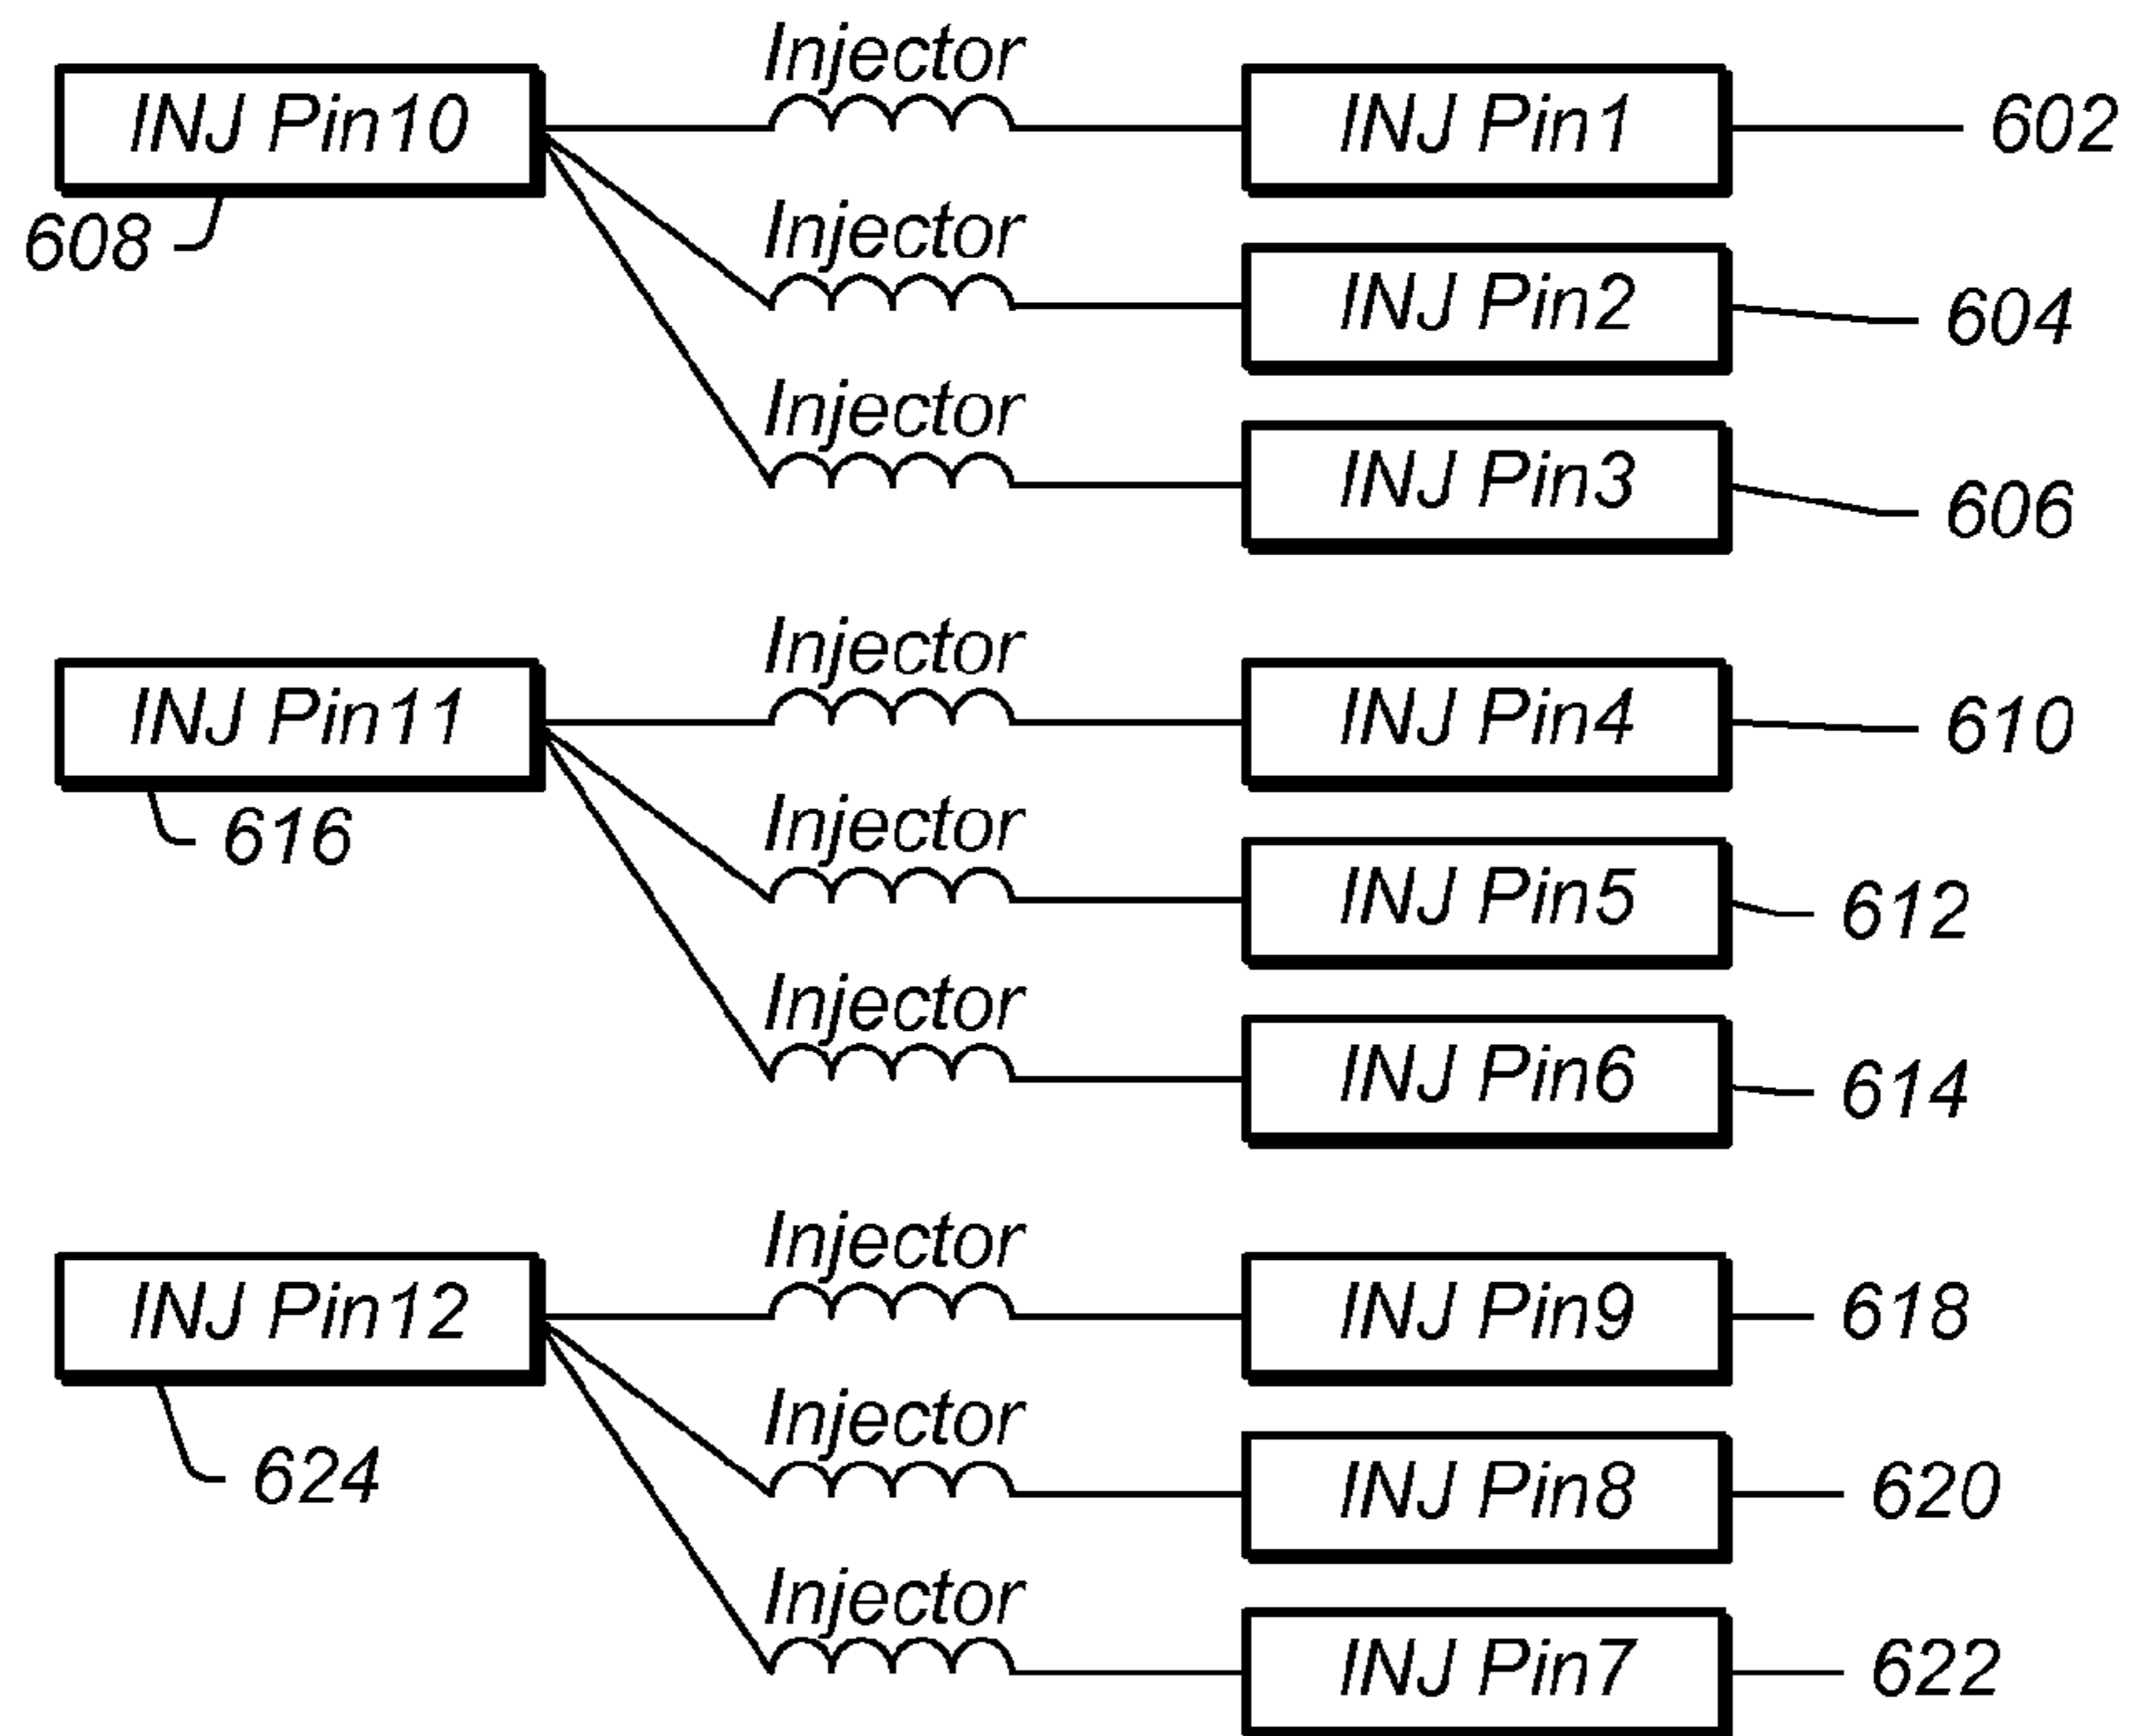 Injector
INJ Pin10
INJ Pin1
602
608
Injector
INJ Pin2
604
Injector
INJ Pin3
606
Injector
INJ Pin11
INJ Pin4
610
616
Injector
INJ Pin5
612
Injector
INJ Pin6
614
Injector
INJ Pin12
INJ Pin9
618
Injector
624
INJ Pin8
620
Injector
INJ Pin7
622